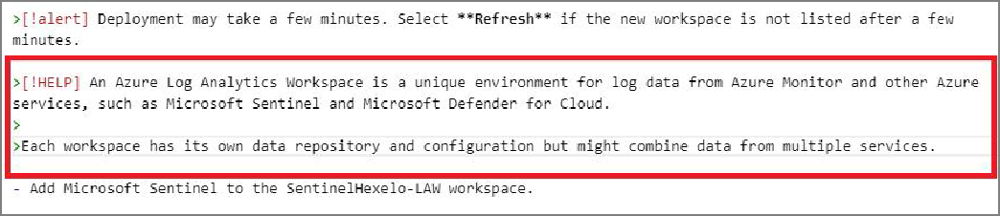 >[!alert] Deployment may take a few minutes. Select **Refresh** if the new workspace is not listed after a few
minutes.
>[!HELP] An Azure Log Analytics Workspace is a unique environment for log data from Azure Monitor and other Azure
services, such as Microsoft Sentinel and Microsoft Defender for Cloud.
>
>Each workspace has its own data repository and configuration but might combine data from multiple services.
- Add Microsoft Sentinel to the SentinelHexelo-LAW workspace.